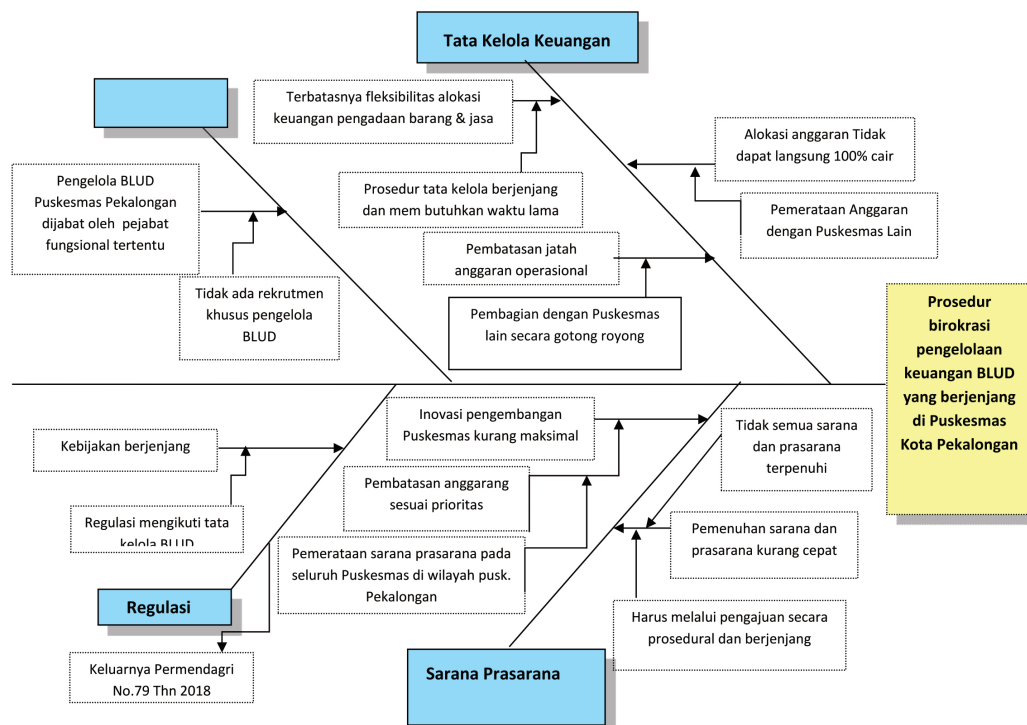 Tata Kelola Keuangan
Terbatasnya fleksibilitas alokasi
keuangan pengadaan barang & jasa
Alokasi anggaran Tidak
dapat langsung 100% cair
Pengelola BLUD
Puskesmas Pekalongan
dijabat oleh pejabat
fungsional tertentu
Prosedur tata kelola berjenjang
dan mem butuhkan waktu lama
Pemerataan Anggaran
dengan Puskesmas Lain
Pembatasan jatah
anggaran operasional
Tidak ada rekrutmen
khusus pengelola
BLUD
Pembagian dengan Puskesmas
lain secara gotong royong
Prosedur
birokrasi
pengelolaan
keuangan BLUD
yang berjenjang
di Puskesmas
Kota Pekalongan
Inovasi pengembangan
Puskesmas kurang maksimal
Tidak semua sarana
dan prasarana
terpenuhi
Kebijakan berjenjang
Pembatasan anggarang
sesuai prioritas
Regulasi mengikuti tata
kelola BLUD
Pemenuhan sarana dan
prasarana kurang cepat
Pemerataan sarana prasarana pada
seluruh Puskesmas di wilayah pusk.
Pekalongan
Regulasi
Harus melalui pengajuan secara
prosedural dan berjenjang
Keluarnya Permendagri
No.79 Thn 2018
Sarana Prasarana